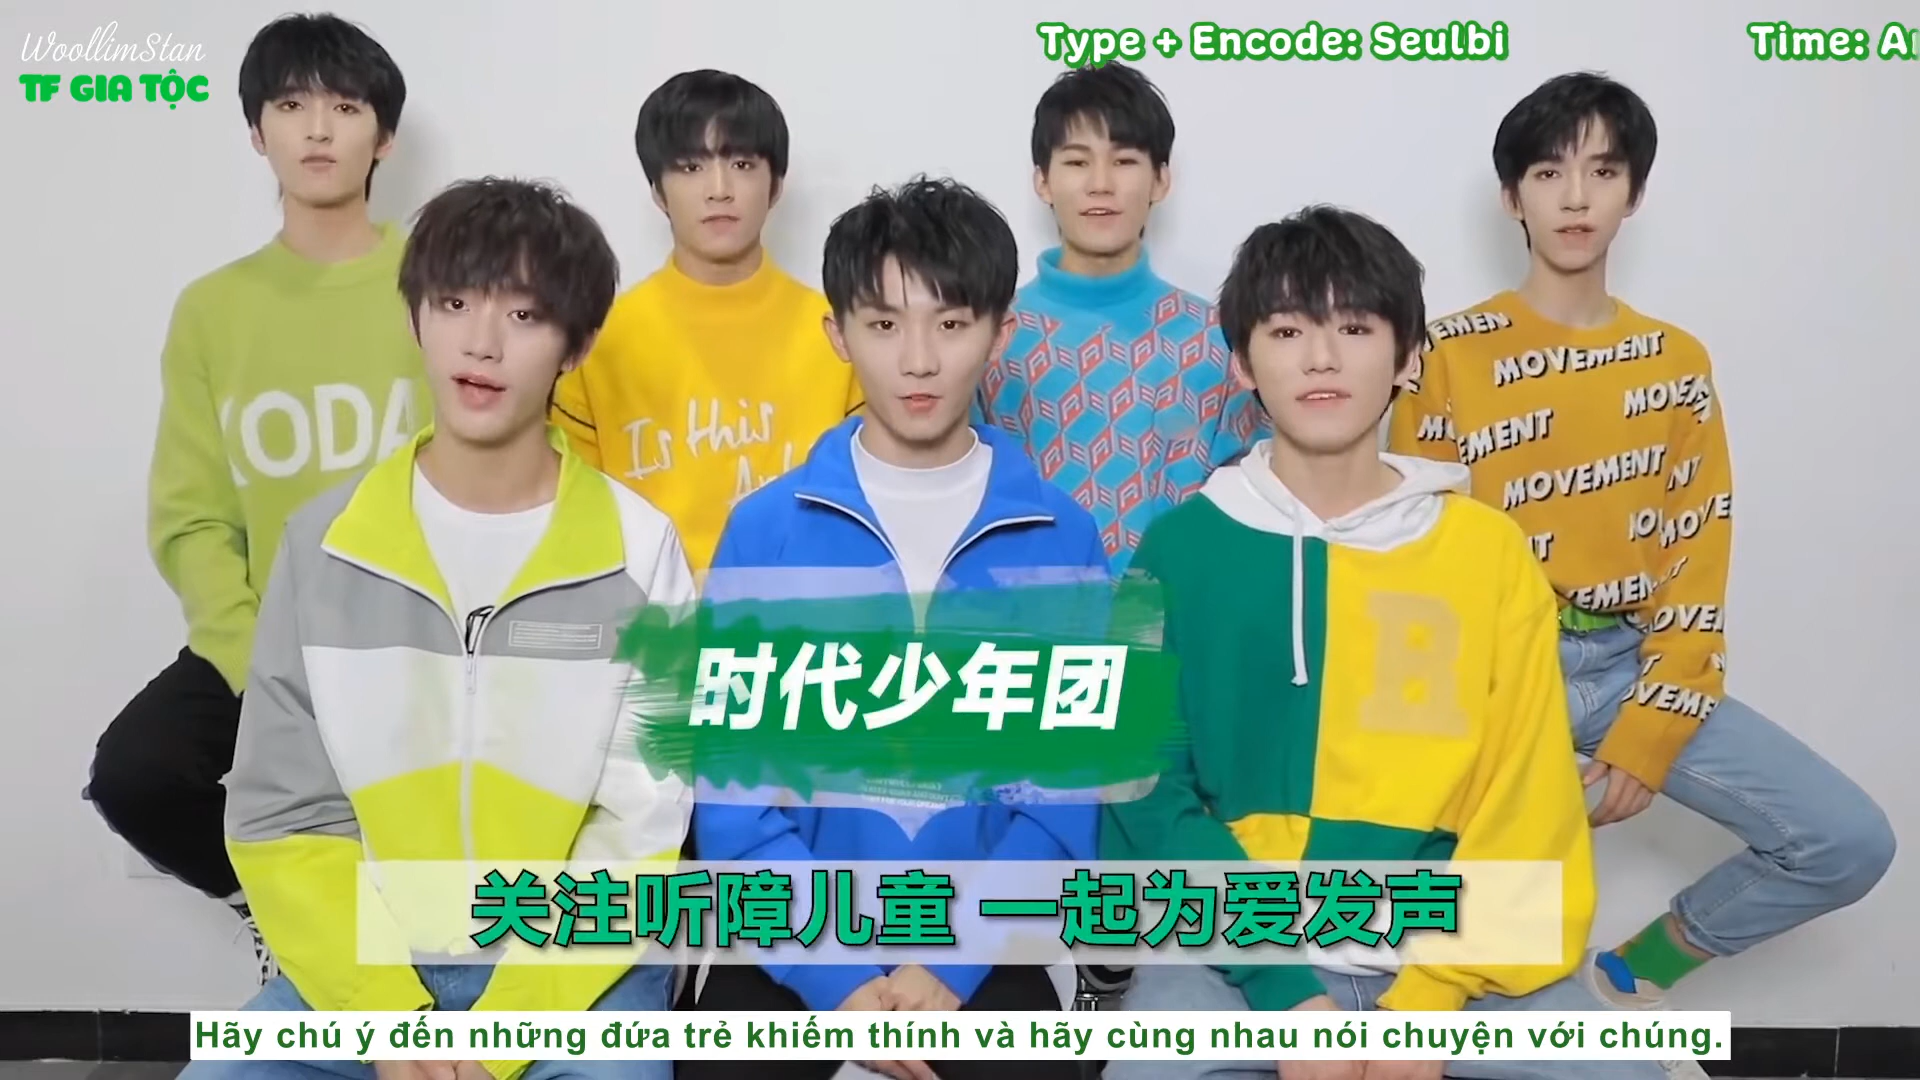 WoollimStan
TF GIA TỘC
Type + Encode: Seulbi
Time:
KODA
Is this
MOVEMENT
MOVEMENT
MOVEMENT
时代少年团
关注听障儿童 一起为爱发声
Hãy chú ý đến những đứa trẻ khiếm thính và hãy cùng nhau nói chuyện với chúng.